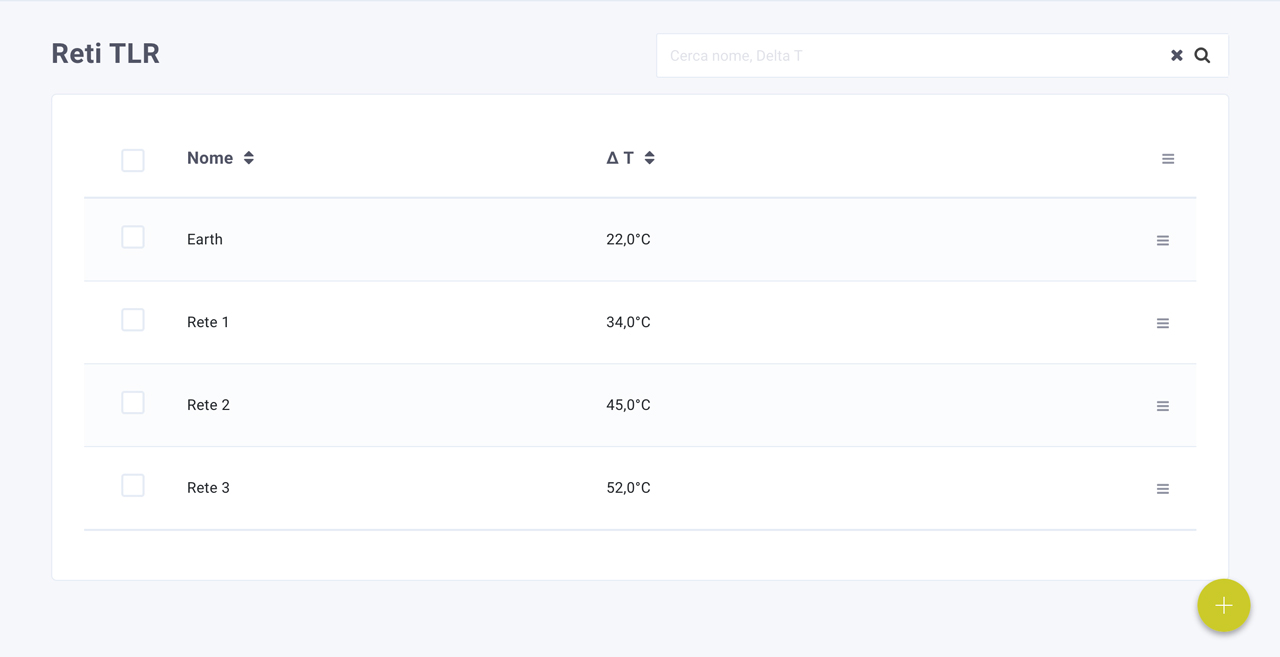 Reti TLR
Cerca nome, Delta T
Nome Δ T
Earth 22,0°C
Rete 1 34,0°C
Rete 2 45,0°C
Rete 3 52,0°C